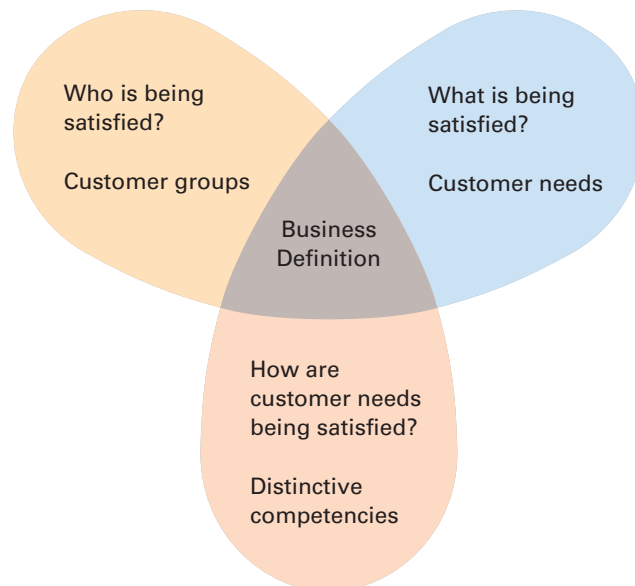 Who is being
satisfied?
Customer groups
What is being
satisfied?
Customer needs
Business
Definition
How are
customer needs
being satisfied?
Distinctive
competencies